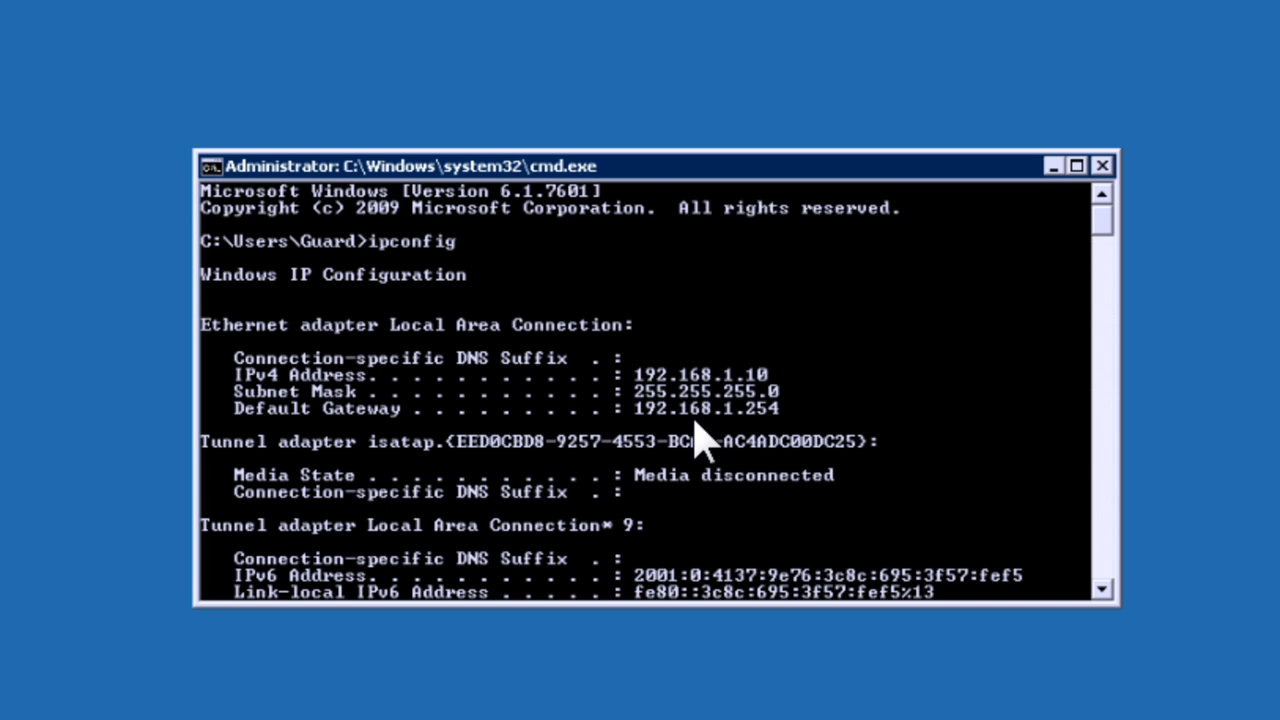 Administrator: C:\Windows\system32\cmd.exe
Microsoft Windows [Version 6.1.7601]
Copyright (c) 2009 Microsoft Corporation.  All rights reserved.
C:\Users\Guard>ipconfig
Windows IP Configuration
Ethernet adapter Local Area Connection:
Connection-specific DNS Suffix  . :
IPv4 Address. . . . . . . . . . . : 192.168.1.10
Subnet Mask . . . . . . . . . . . : 255.255.255.0
Default Gateway . . . . . . . . . : 192.168.1.254
Tunnel adapter isatap.{EED0CBD8-9257-4553-BC AC4ADC00DC25}:
Media State . . . . . . . . . . . : Media disconnected
Connection-specific DNS Suffix  . :
Tunnel adapter Local Area Connection* 9:
Connection-specific DNS Suffix  . :
IPv6 Address. . . . . . . . . . . : 2001:0:4137:9e76:3c8c:695:3f57:fef5
Link-local IPv6 Address . . . . . : fe80::3c8c:695:3f57:fef5%13